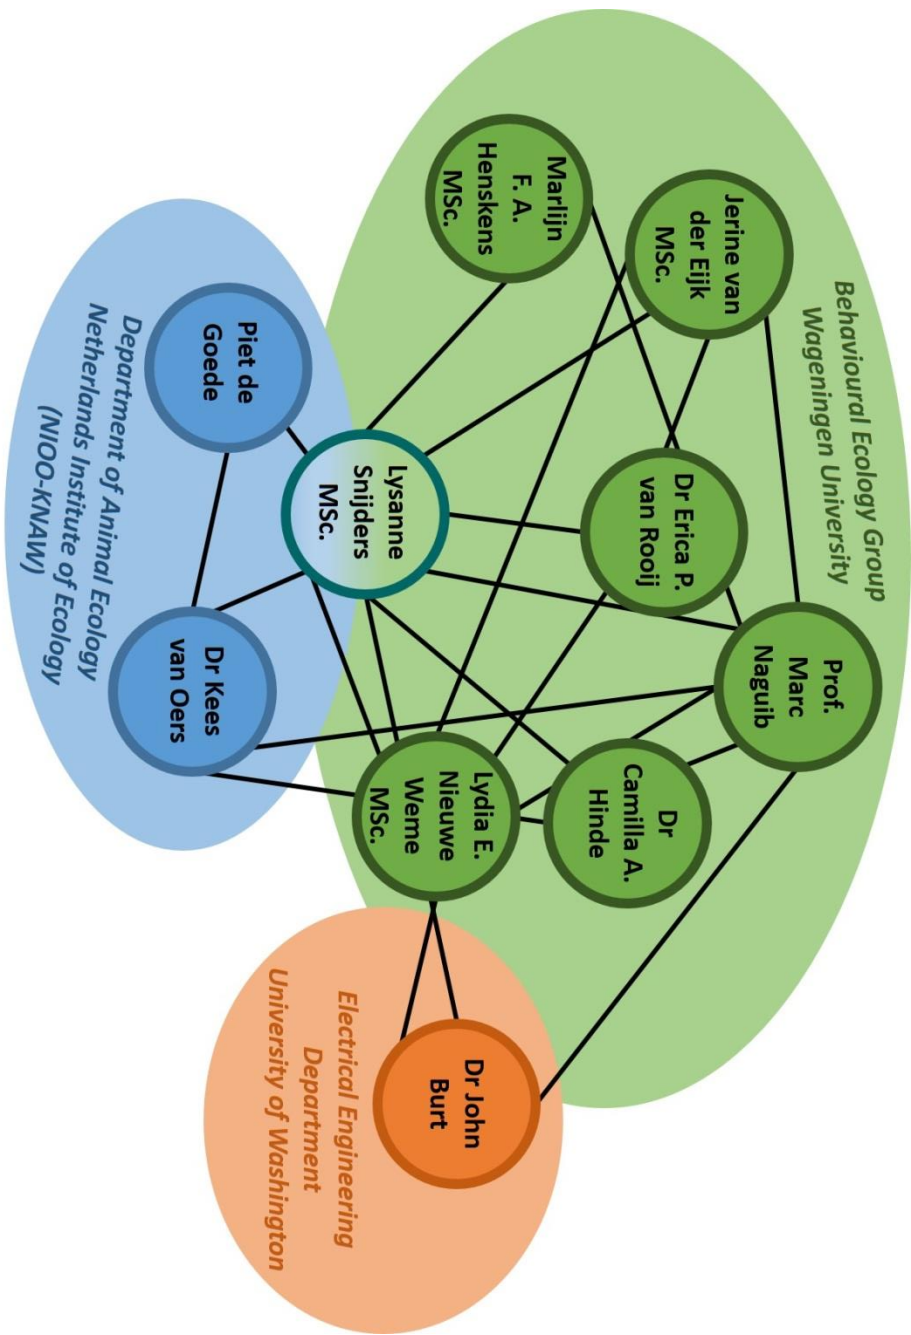 Behavioural Ecology Group
Wageningen University
Jerine van
der Eijk
MSc.
Marlijn
F. A.
Henskens
MSc.
Dr Erica P.
van Rooij
Prof.
Marc
Naguib
Dr
Camilla A.
Hinde
Lysanne
Snijders
MSc.
Lydia E.
Nieuwe
Weme
MSc.
Piet de
Goede
Dr Kees
van Oers
Department of Animal Ecology
Netherlands Institute of Ecology
(NIOO-KNAW)
Dr John
Burt
Electrical Engineering
Department
University of Washington